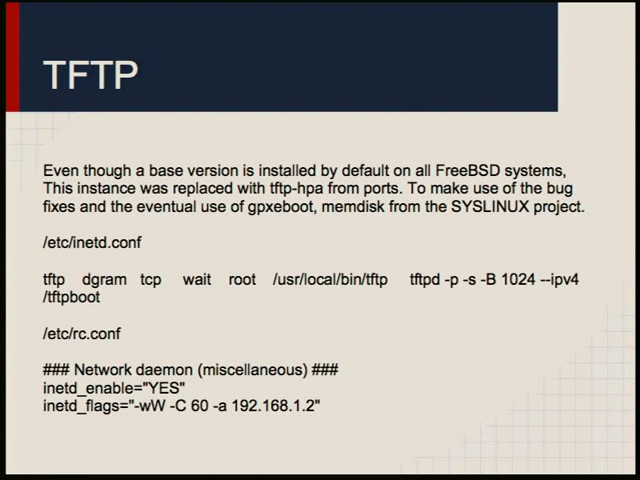 TFTP
Even though a base version is installed by default on all FreeBSD systems,
This instance was replaced with tftp-hpa from ports. To make use of the bug
fixes and the eventual use of gpxeboot, memdisk from the SYSLINUX project.
/etc/inetd.conf
tftp dgram tcp wait root /usr/local/bin/tftp tftpd -p -s -B 1024 --ipv4
/tftpboot
/etc/rc.conf
### Network daemon (miscellaneous) ###
inetd_enable="YES"
inetd_flags="-wW -C 60 -a 192.168.1.2"